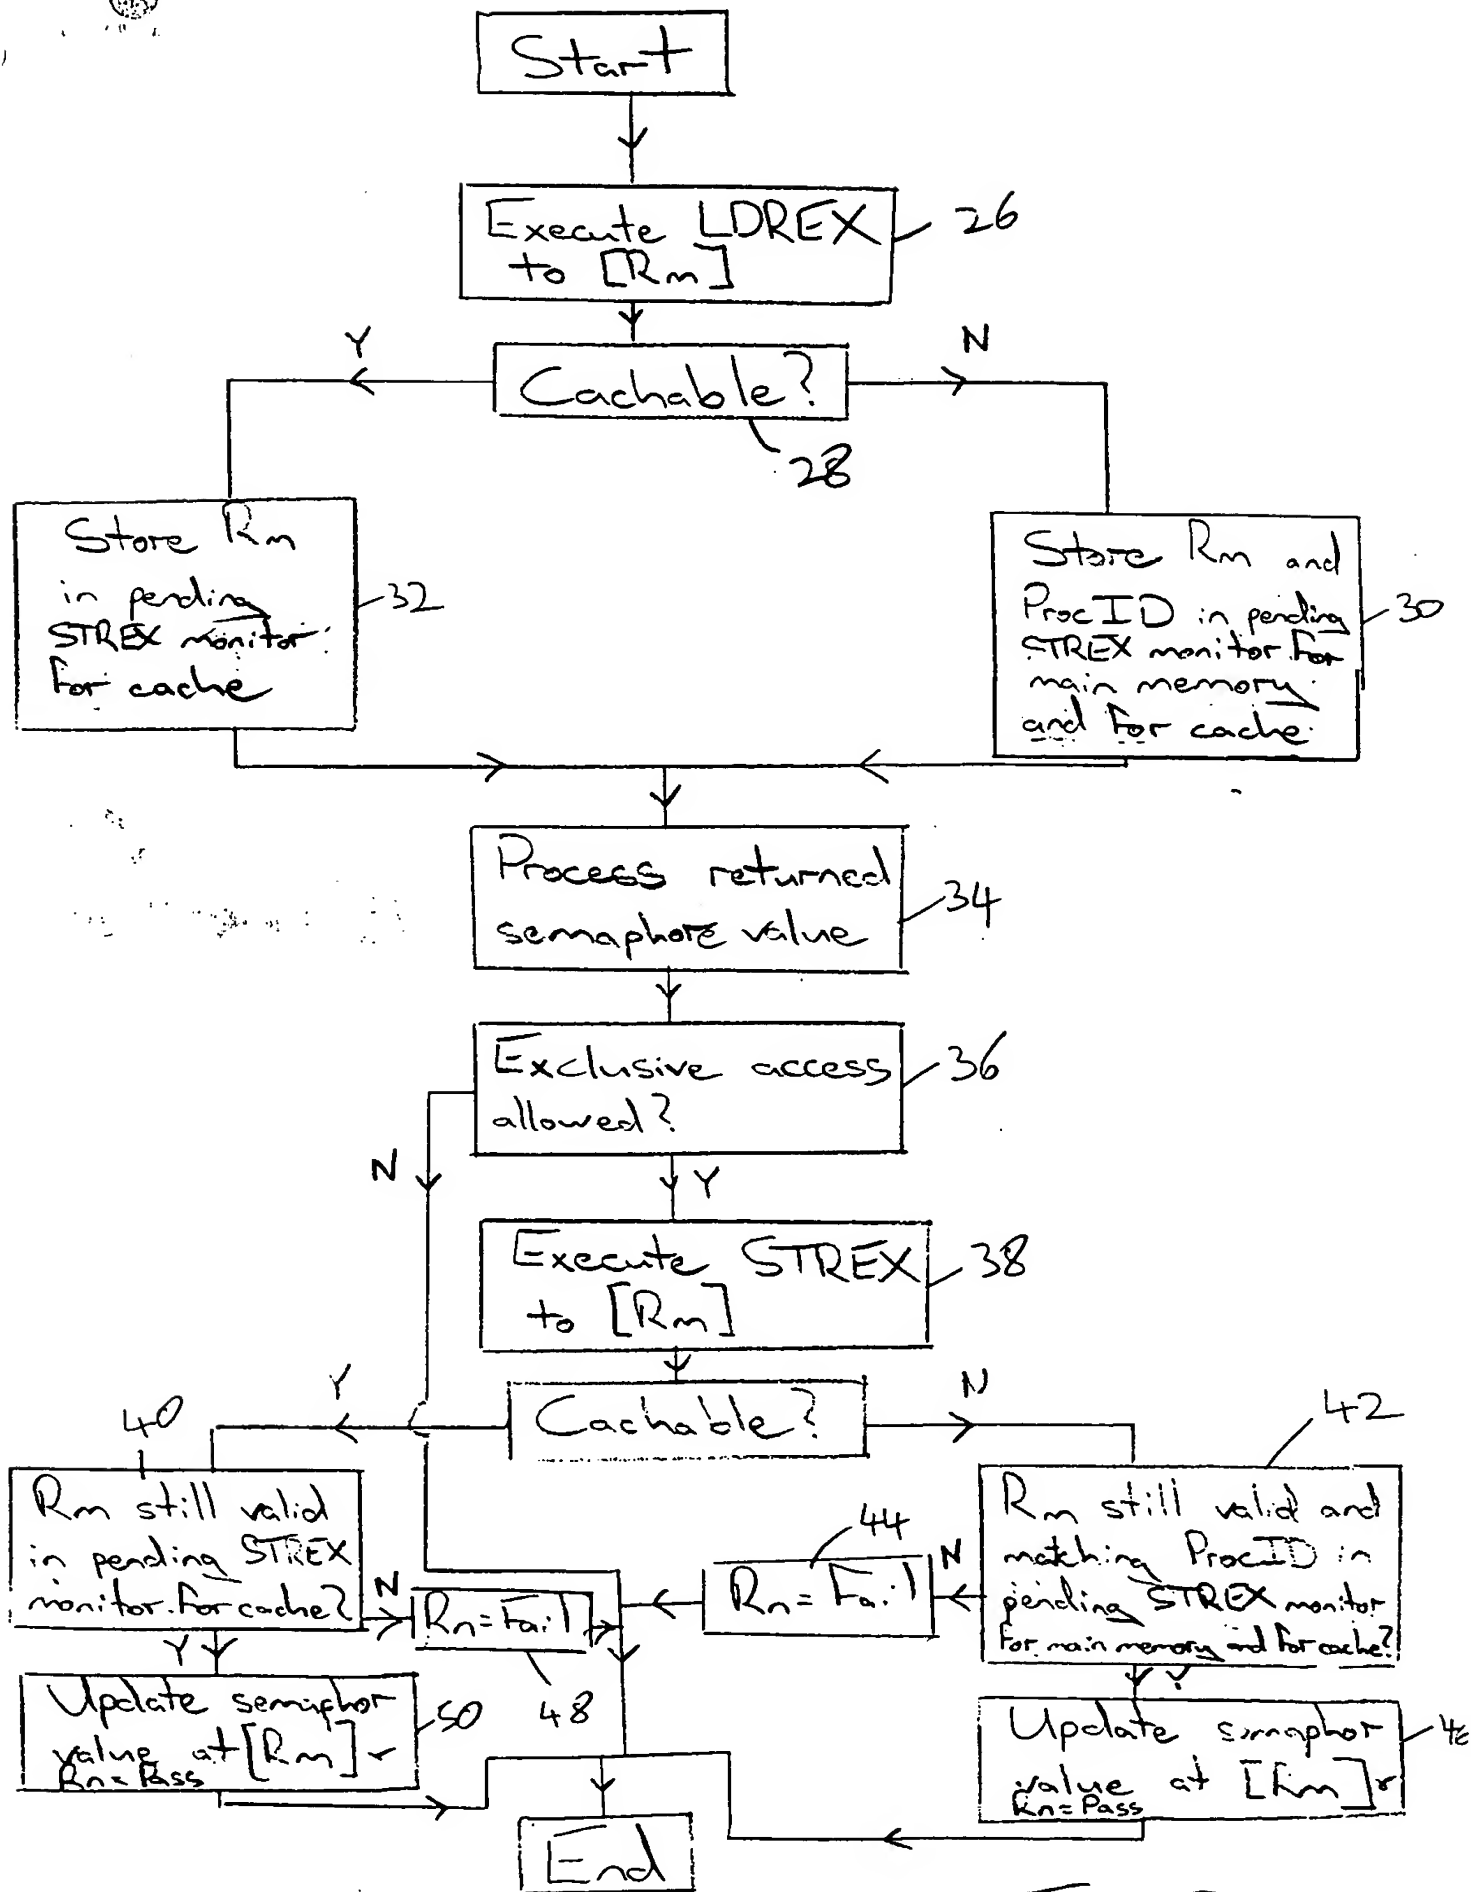 Start
Execute LDREX
to [Rm]
26
Y
N
Cachable?
28
Store Rm
in pending
STREX monitor
for cache
32
Store Rm and
ProcID in pending
STREX monitor for
main memory
and for cache
30
Process returned
semaphore value
34
Exclusive access
allowed?
36
N
Y
Execute STREX
to [Rm]
38
Y
N
Cachable?
40
42
Rm still valid
in pending STREX
monitor for cache?
N
Rn=Fail
48
44
Rn=Fail
N
Rm still valid and
matching ProcID in
pending STREX monitor
for main memory and for cache?
Y
Y
Update semaphor
value at [Rm] r
Rn=Pass
50
Update semaphor
value at [Rm] r
Rn=Pass
End